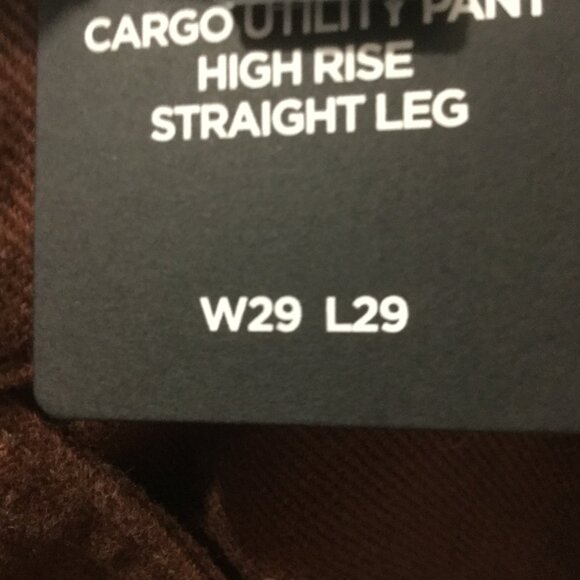 CARGO UTILITY PANT
HIGH RISE
STRAIGHT LEG
W29 L29